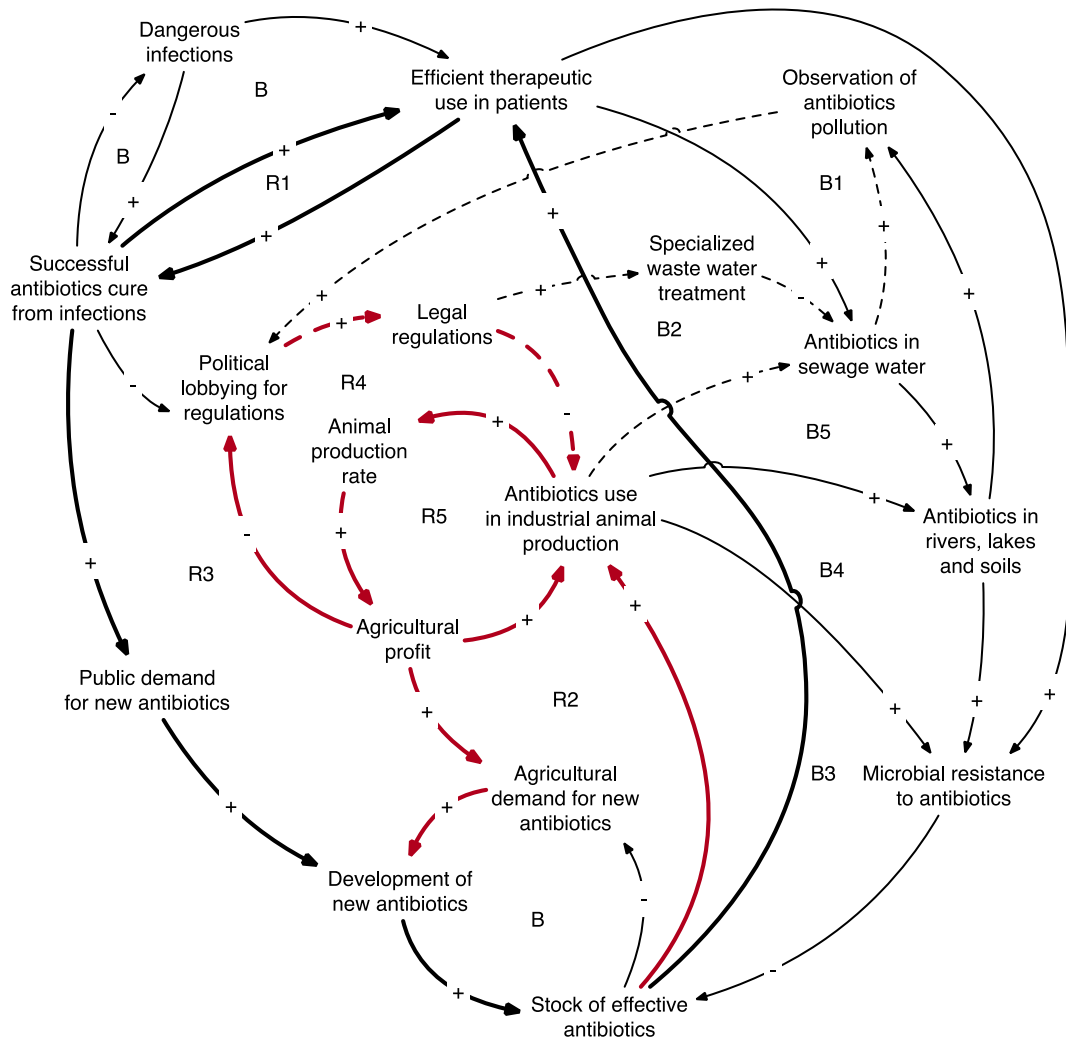 Dangerous
infections
+
Efficient therapeutic
use in patients
Observation of
antibiotics
pollution
B
-
B
+
+
R1
+
B1
+
+
Successful
antibiotics cure
from infections
Specialized
waste water
treatment
+
+
+
-
+
+
Legal
regulations
+
B2
Antibiotics in
sewage water
Political
lobbying for
regulations
-
R4
+
-
+
B5
+
Animal
production
rate
Antibiotics use
in industrial animal
production
+
Antibiotics in
rivers, lakes
and soils
R5
+
-
+
R3
B4
+
+
Agricultural
profit
Public demand
for new antibiotics
+
R2
+
+
+
Agricultural
demand for new
antibiotics
B3
Microbial resistance
to antibiotics
+
+
Development of
new antibiotics
-
B
-
+
Stock of effective
antibiotics